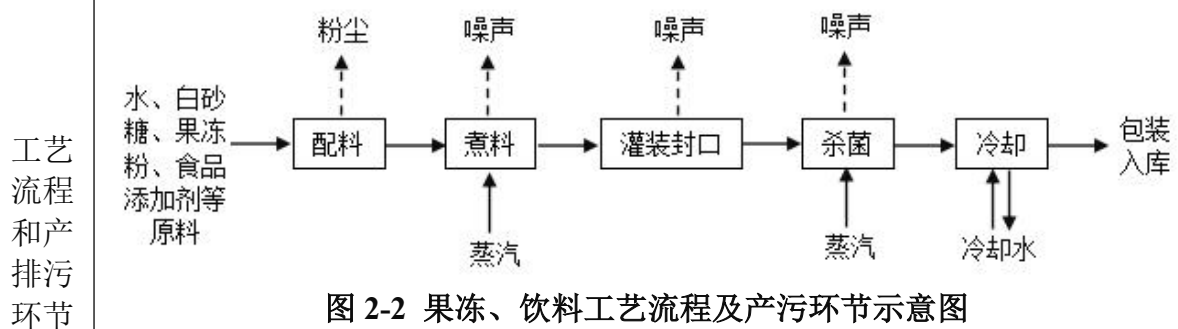 工艺
流程
和产
排污
环节
粉尘
噪声
噪声
噪声
水、白砂
糖、果冻
粉、食品
添加剂等
原料
配料
煮料
灌装封口
杀菌
冷却
包装
入库
蒸汽
蒸汽
冷却水
图 2-2 果冻、饮料工艺流程及产污环节示意图